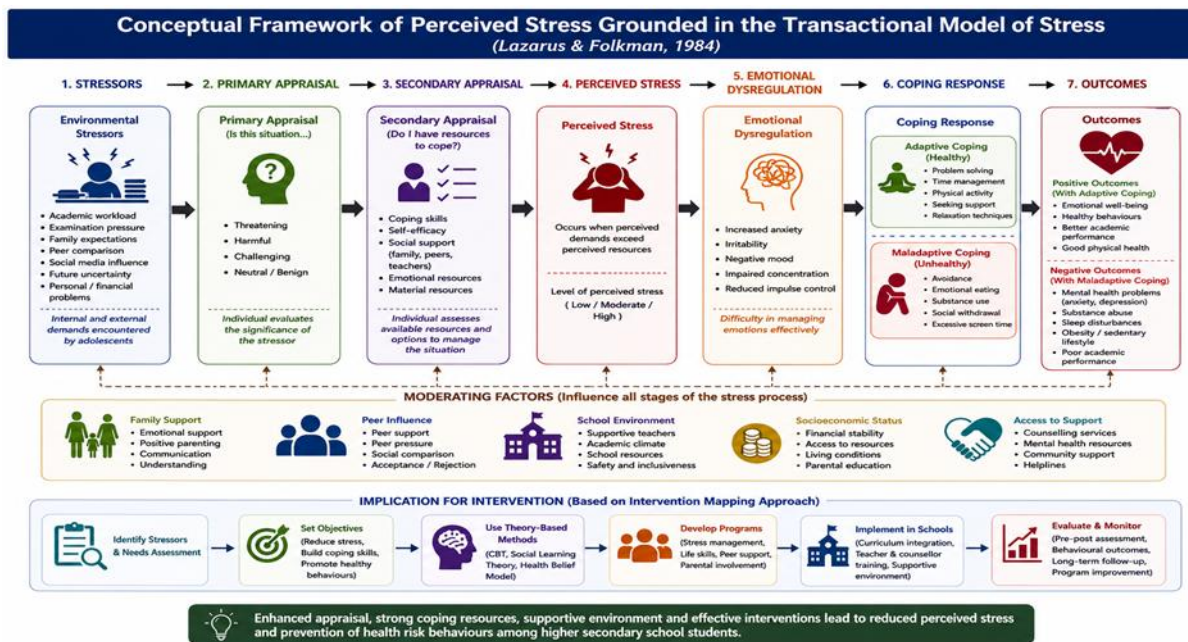 Conceptual Framework of Perceived Stress Grounded in the Transactional Model of Stress
(Lazarus & Folkman, 1984)
1. STRESSORS
2. PRIMARY APPRAISAL
3. SECONDARY APPRAISAL
4. PERCEIVED STRESS
5. EMOTIONAL
DYSREGULATION
6. COPING RESPONSE
7. OUTCOMES
Environmental
Stressors
• Academic workload
• Examination pressure
• Family expectations
• Peer comparison
• Social media influence
• Future uncertainty
• Personal / financial
problems
Internal and external
demands encountered
by adolescents
Primary Appraisal
(Is this situation...)
?
• Threatening
• Harmful
• Challenging
• Neutral / Benign
Individual evaluates
the significance of
the stressor
Secondary Appraisal
(Do I have resources
to cope?)
• Coping skills
• Self-efficacy
• Social support
(family, peers,
teachers)
• Emotional resources
• Material resources
Individual assesses
available resources and
options to manage
the situation
Perceived Stress
Occurs when perceived
demands exceed
perceived resources
Level of perceived stress
( Low / Moderate /
High )
Emotional
Dysregulation
• Increased anxiety
• Irritability
• Negative mood
• Impaired concentration
• Reduced impulse control
Difficulty in managing
emotions effectively
Coping Response
Adaptive Coping
(Healthy)
• Problem solving
• Time management
• Physical activity
• Seeking support
• Relaxation techniques
Maladaptive Coping
(Unhealthy)
• Avoidance
• Emotional eating
• Substance use
• Social withdrawal
• Excessive screen time
Outcomes
Positive Outcomes
(With Adaptive Coping)
• Emotional well-being
• Healthy behaviours
• Better academic
performance
• Good physical health
Negative Outcomes
(With Maladaptive Coping)
• Mental health problems
(anxiety, depression)
• Substance abuse
• Sleep disturbances
• Obesity / sedentary
lifestyle
• Poor academic
performance
MODERATING FACTORS (Influence all stages of the stress process)
Family Support
• Emotional support
• Positive parenting
• Communication
• Understanding
Peer Influence
• Peer support
• Peer pressure
• Social comparison
• Acceptance / Rejection
School Environment
• Supportive teachers
• Academic climate
• School resources
• Safety and inclusiveness
Socioeconomic Status
• Financial stability
• Access to resources
• Living conditions
• Parental education
Access to Support
• Counselling services
• Mental health resources
• Community support
• Helplines
IMPLICATION FOR INTERVENTION (Based on Intervention Mapping Approach)
Identify Stressors
& Needs Assessment
Set Objectives
(Reduce stress,
Build coping skills,
Promote healthy
behaviours)
Use Theory-Based
Methods
(CBT, Social Learning
Theory, Health Belief
Model)
Develop Programs
(Stress management,
Life skills, Peer support,
Parental involvement)
Implement in Schools
(Curriculum integration,
Teacher & counsellor
training, Supportive
environment)
Evaluate & Monitor
(Pre-post assessment,
Behavioural outcomes,
Long-term follow-up,
Program improvement)
Enhanced appraisal, strong coping resources, supportive environment and effective interventions lead to reduced perceived stress
and prevention of health risk behaviours among higher secondary school students.